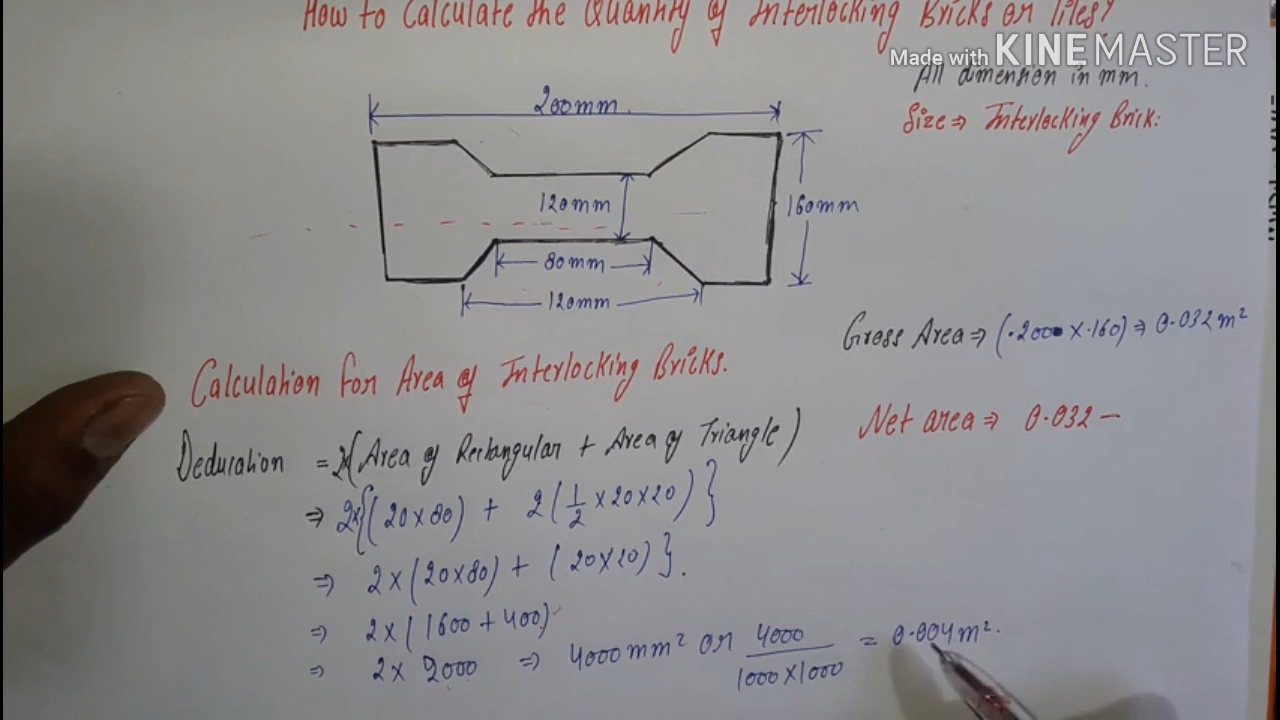 How to Calculate the Quantity of Interlocking Bricks or Tiles?
Made with KINEMASTER
All dimension in mm.
Size ⇒ Interlocking Brick:
200mm.
120mm
160mm
80mm
120mm
Gross Area ⇒ (.2000 × .160) ⇒ 0.032 m²
Calculation for Area of Interlocking Bricks.
Net area ⇒ 0.032 −
Deducation = 2(Area of Rectangular + Area of Triangle)
⇒ 2×{(20×80) + 2(1/2 ×20×20)}
⇒ 2×(20×80) + (20×20)}.
⇒ 2×(1600+400)
⇒ 2× 2000 ⇒ 4000mm² or 4000/1000×1000 = 0.004m².